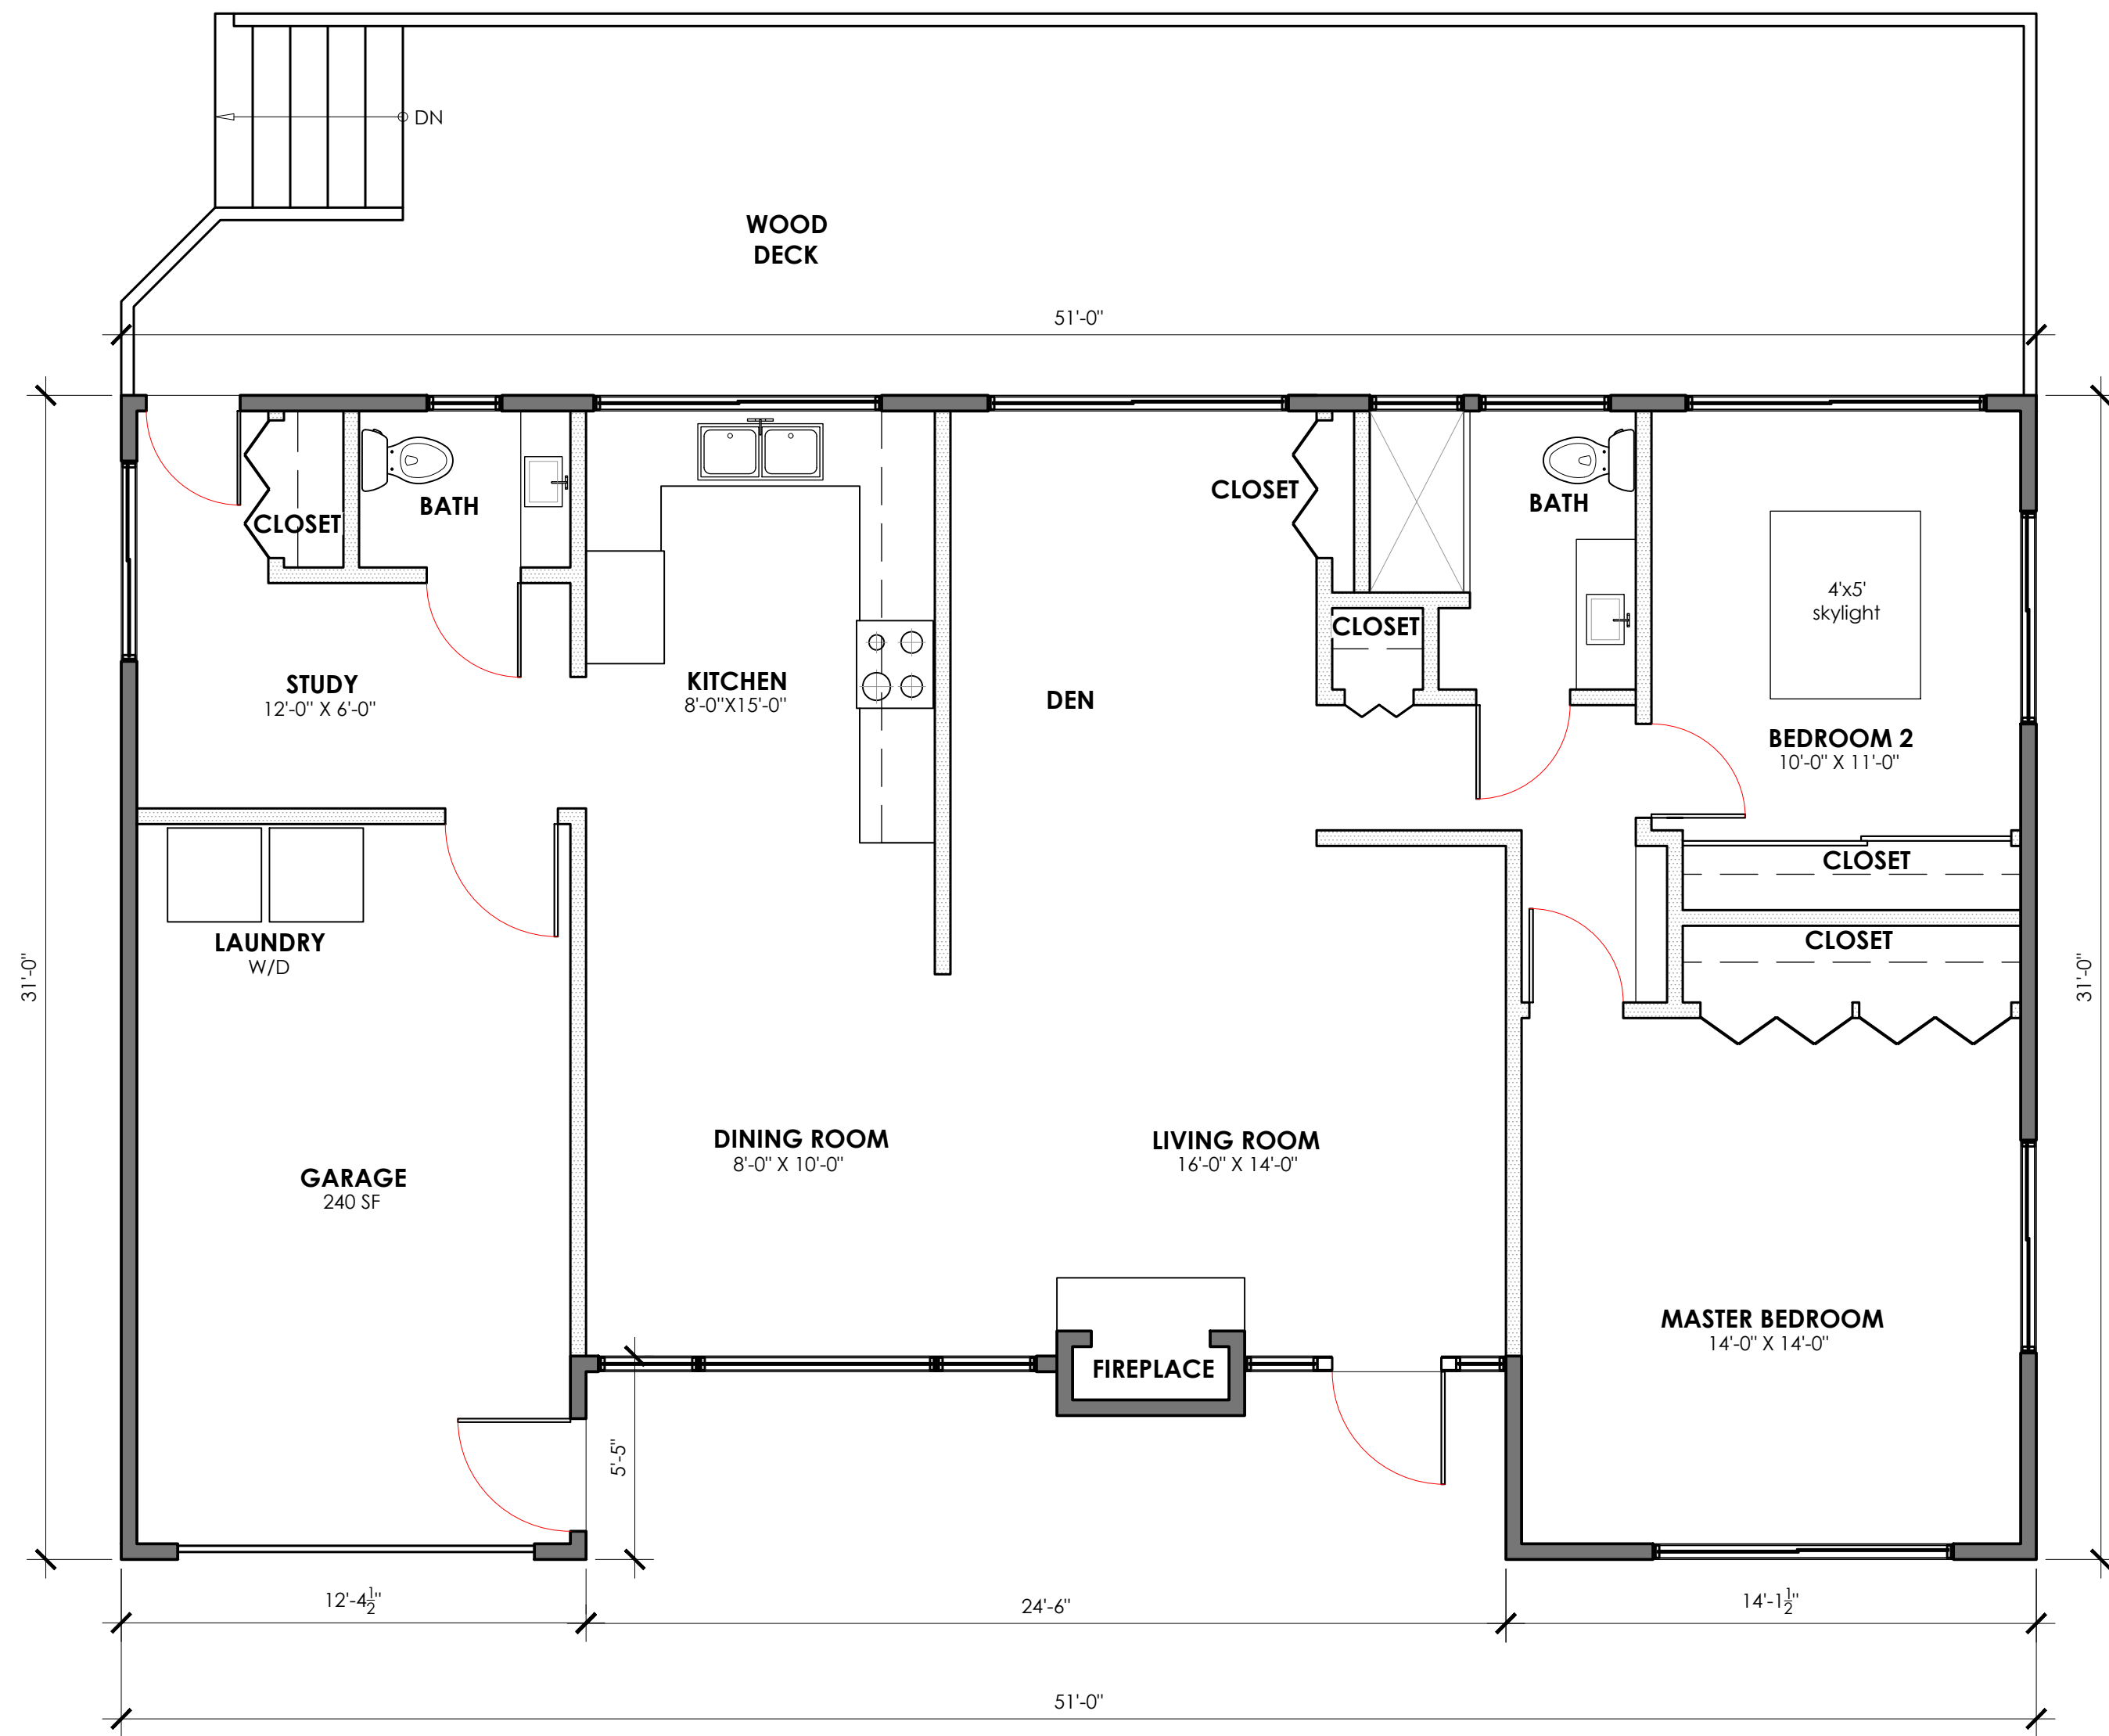 DN
WOOD
DECK
51'-0"
CLOSET
BATH
CLOSET
BATH
4'x5'
skylight
CLOSET
STUDY
12'-0" X 6'-0"
KITCHEN
8'-0"X15'-0"
DEN
BEDROOM 2
10'-0" X 11'-0"
CLOSET
LAUNDRY
W/D
CLOSET
31'-0"
31'-0"
DINING ROOM
8'-0" X 10'-0"
LIVING ROOM
16'-0" X 14'-0"
GARAGE
240 SF
MASTER BEDROOM
14'-0" X 14'-0"
FIREPLACE
5'-5"
12'-4½"
24'-6"
14'-1½"
51'-0"